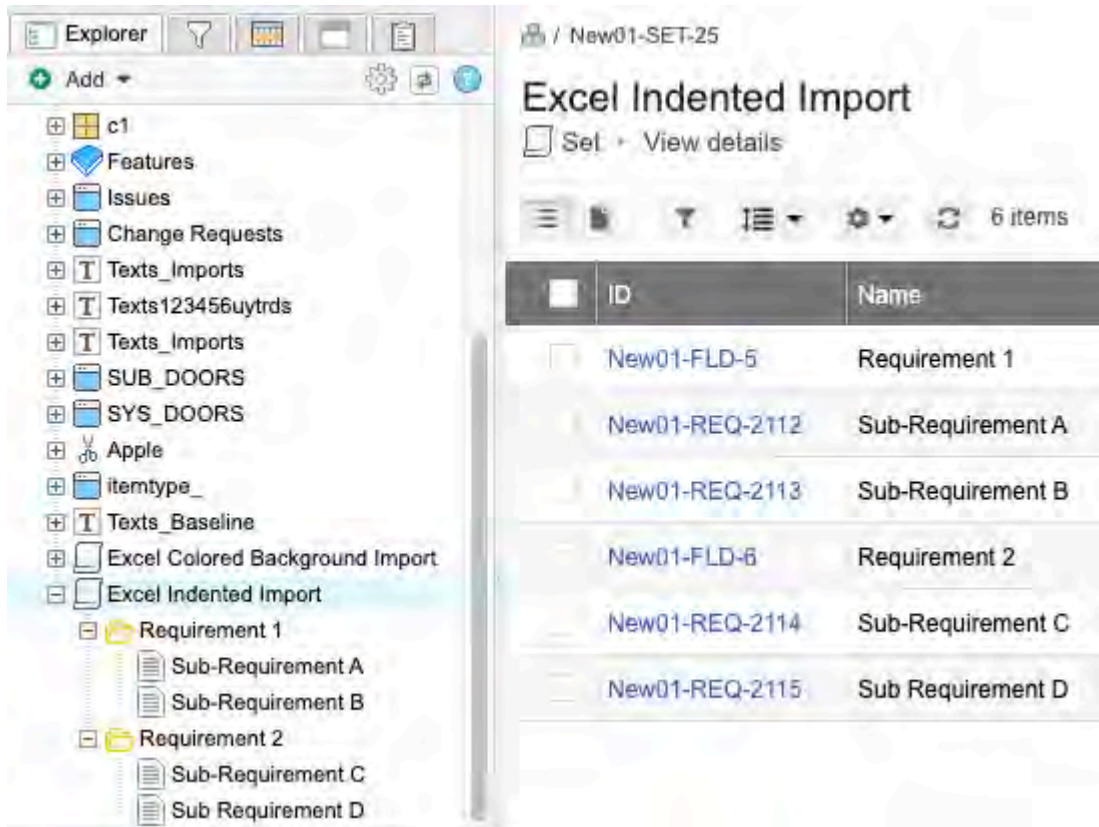 Explorer
Add
c1
Features
Issues
Change Requests
Texts_Imports
Texts123456uytrds
Texts_Imports
SUB_DOORS
SYS_DOORS
Apple
itemtype_
Texts_Baseline
Excel Colored Background Import
Excel Indented Import
Requirement 1
Sub-Requirement A
Sub-Requirement B
Requirement 2
Sub-Requirement C
Sub Requirement D
/ New01-SET-25
Excel Indented Import
Set · View details
6 items
ID Name
New01-FLD-5 Requirement 1
New01-REQ-2112 Sub-Requirement A
New01-REQ-2113 Sub-Requirement B
New01-FLD-6 Requirement 2
New01-REQ-2114 Sub-Requirement C
New01-REQ-2115 Sub Requirement D